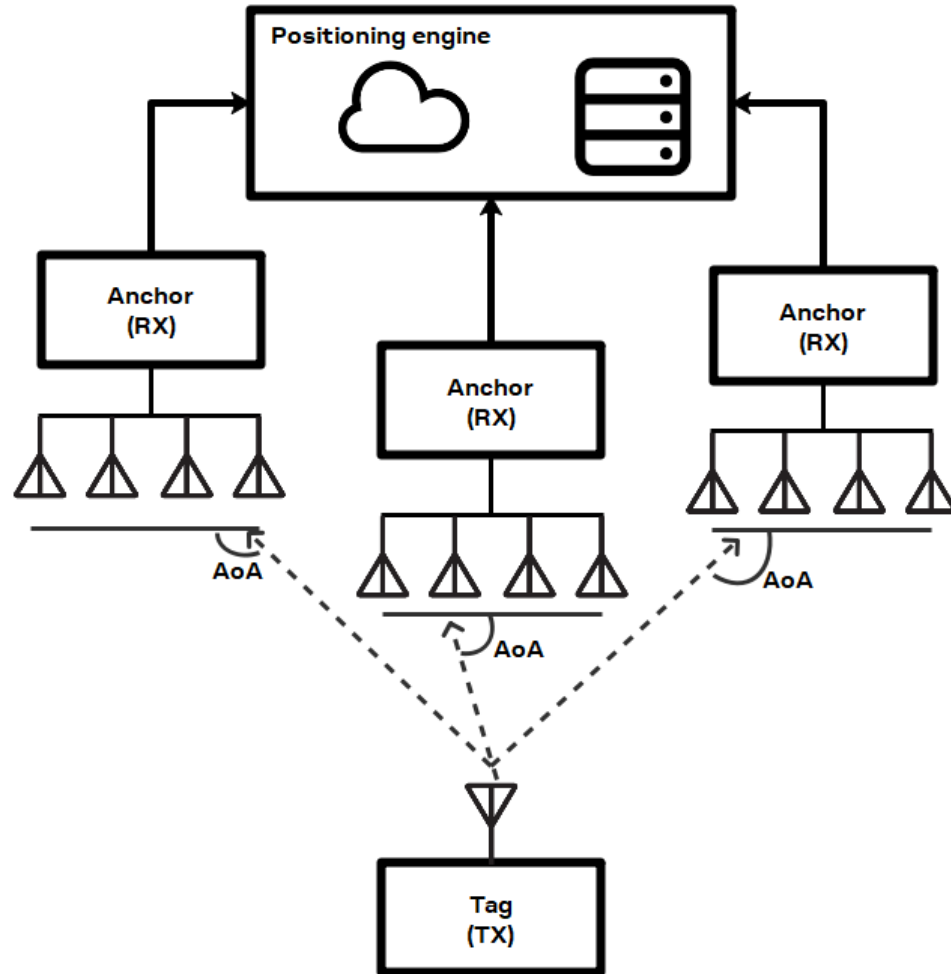 Positioning engine
Anchor
(RX)
Anchor
(RX)
Anchor
(RX)
AoA
AoA
AoA
Tag
(TX)